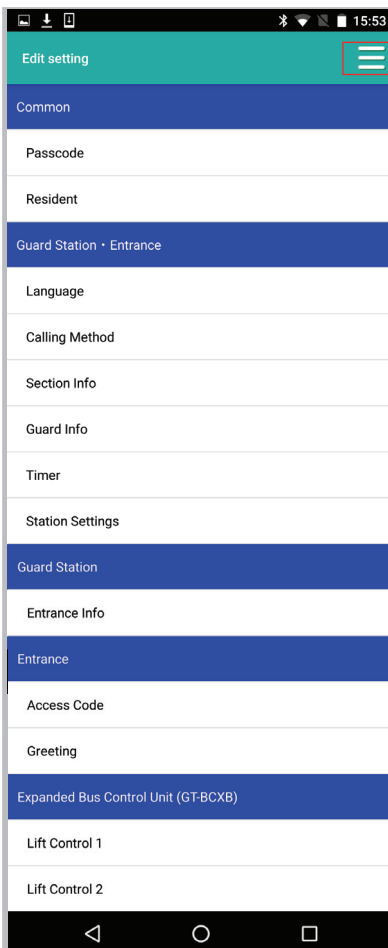 15:53
Edit setting
Common
Passcode
Resident
Guard Station・Entrance
Language
Calling Method
Section Info
Guard Info
Timer
Station Settings
Guard Station
Entrance Info
Entrance
Access Code
Greeting
Expanded Bus Control Unit (GT-BCXB)
Lift Control 1
Lift Control 2